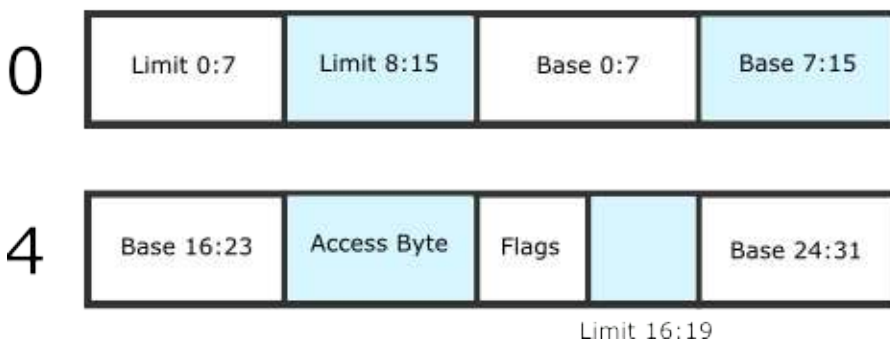 0 Limit 0:7 Limit 8:15 Base 0:7 Base 7:15
4 Base 16:23 Access Byte Flags Base 24:31
Limit 16:19